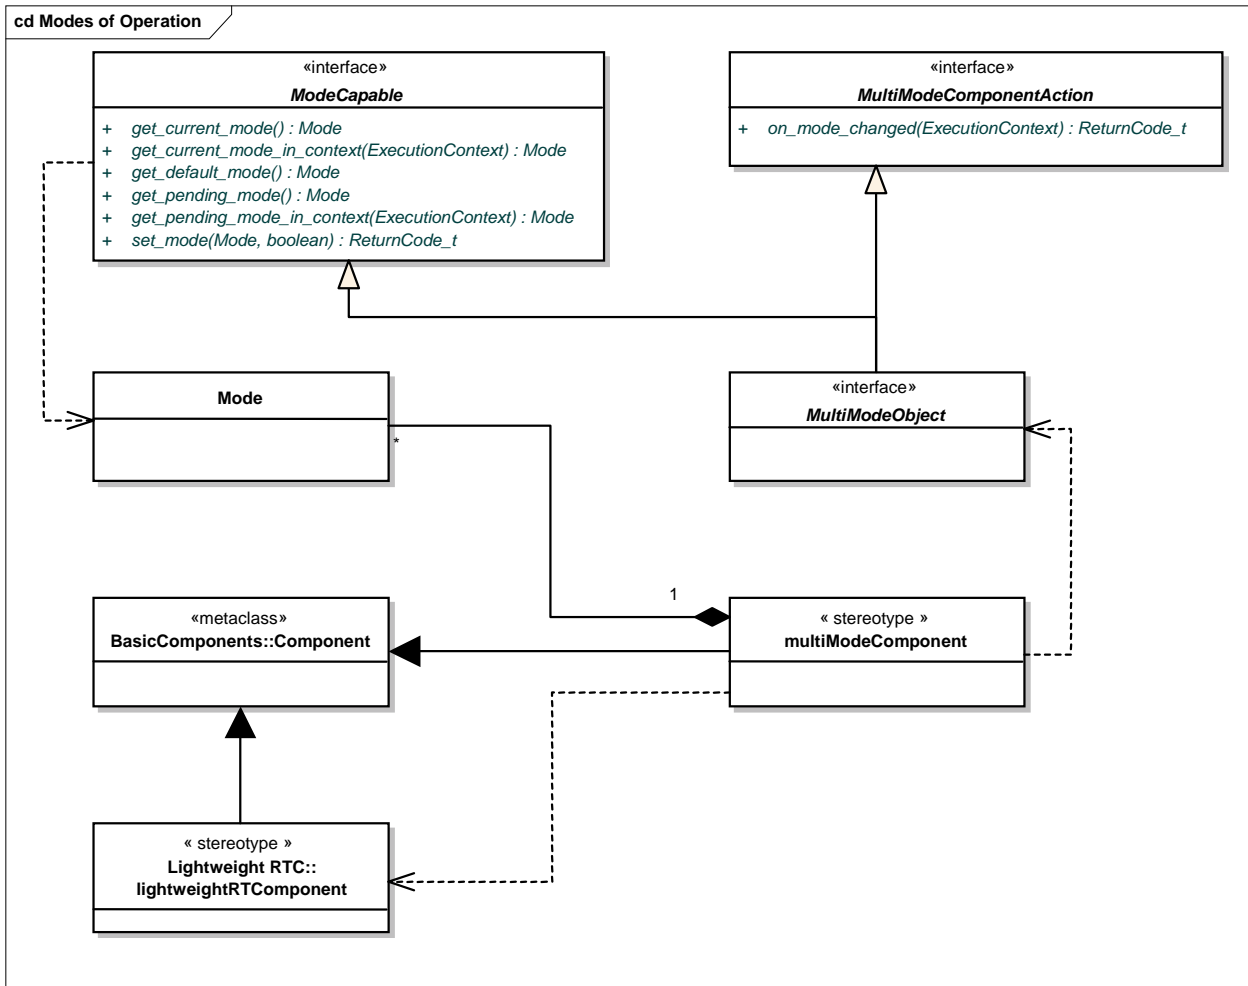 cd Modes of Operation
«interface»
ModeCapable
+ get_current_mode() : Mode
+ get_current_mode_in_context(ExecutionContext) : Mode
+ get_default_mode() : Mode
+ get_pending_mode() : Mode
+ get_pending_mode_in_context(ExecutionContext) : Mode
+ set_mode(Mode, boolean) : ReturnCode_t
«interface»
MultiModeComponentAction
+ on_mode_changed(ExecutionContext) : ReturnCode_t
Mode
*
«interface»
MultiModeObject
«metaclass»
BasicComponents::Component
1
« stereotype »
multiModeComponent
« stereotype »
Lightweight RTC::
lightweightRTComponent